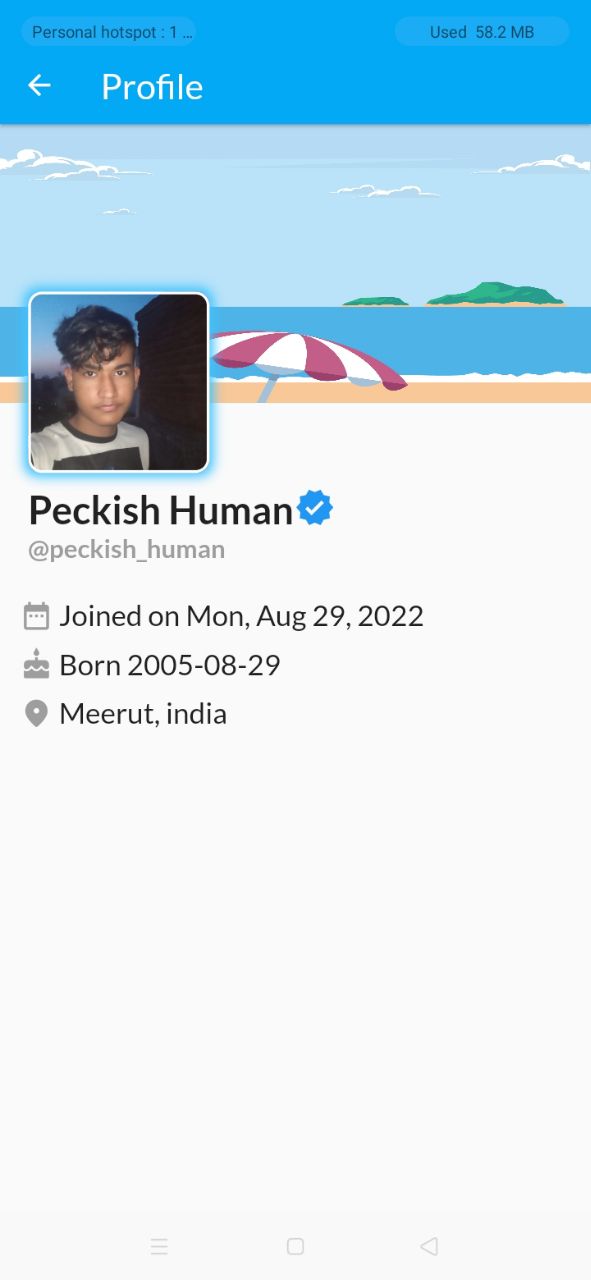 Personal hotspot : 1 ...
Used 58.2 MB
Profile
Peckish Human
@peckish_human
Joined on Mon, Aug 29, 2022
Born 2005-08-29
Meerut, india